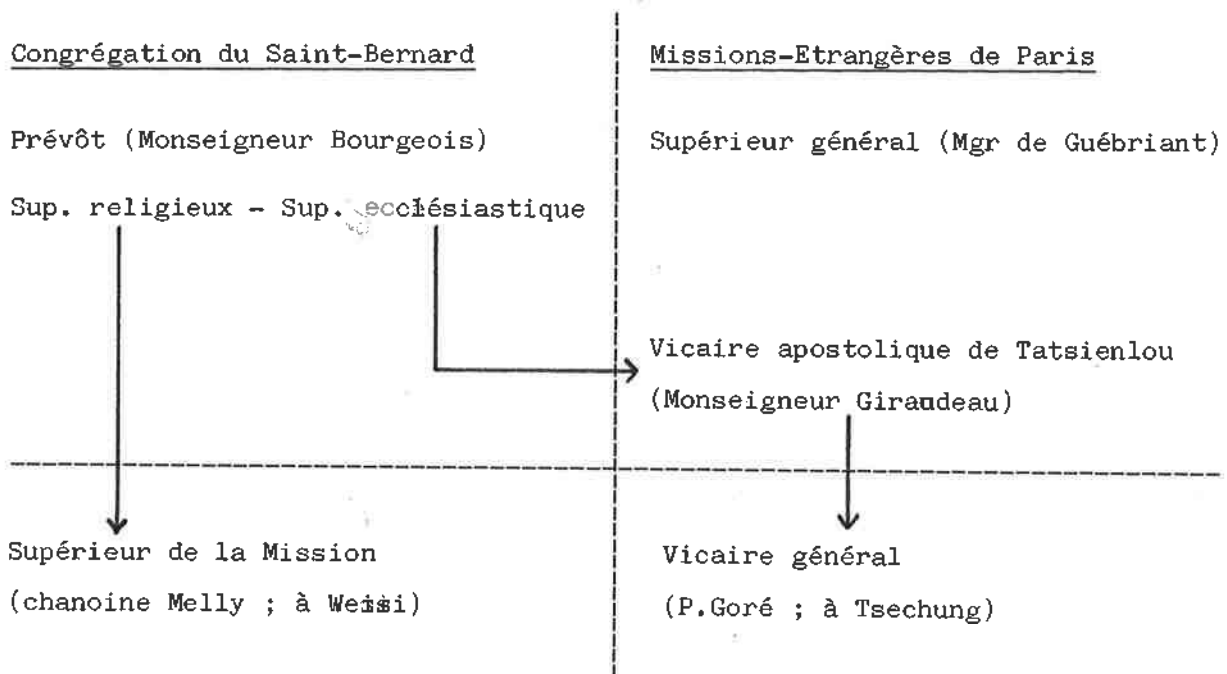 Congrégation du Saint-Bernard
Missions-Etrangères de Paris
Prévôt (Monseigneur Bourgeois)
Supérieur général (Mgr de Guébriant)
Sup. religieux - Sup. ecclésiastique
Vicaire apostolique de Tatsienlou
(Monseigneur Giraudeau)
Supérieur de la Mission
(chanoine Melly ; à Weissi)
Vicaire général
(P.Goré ; à Tsechung)